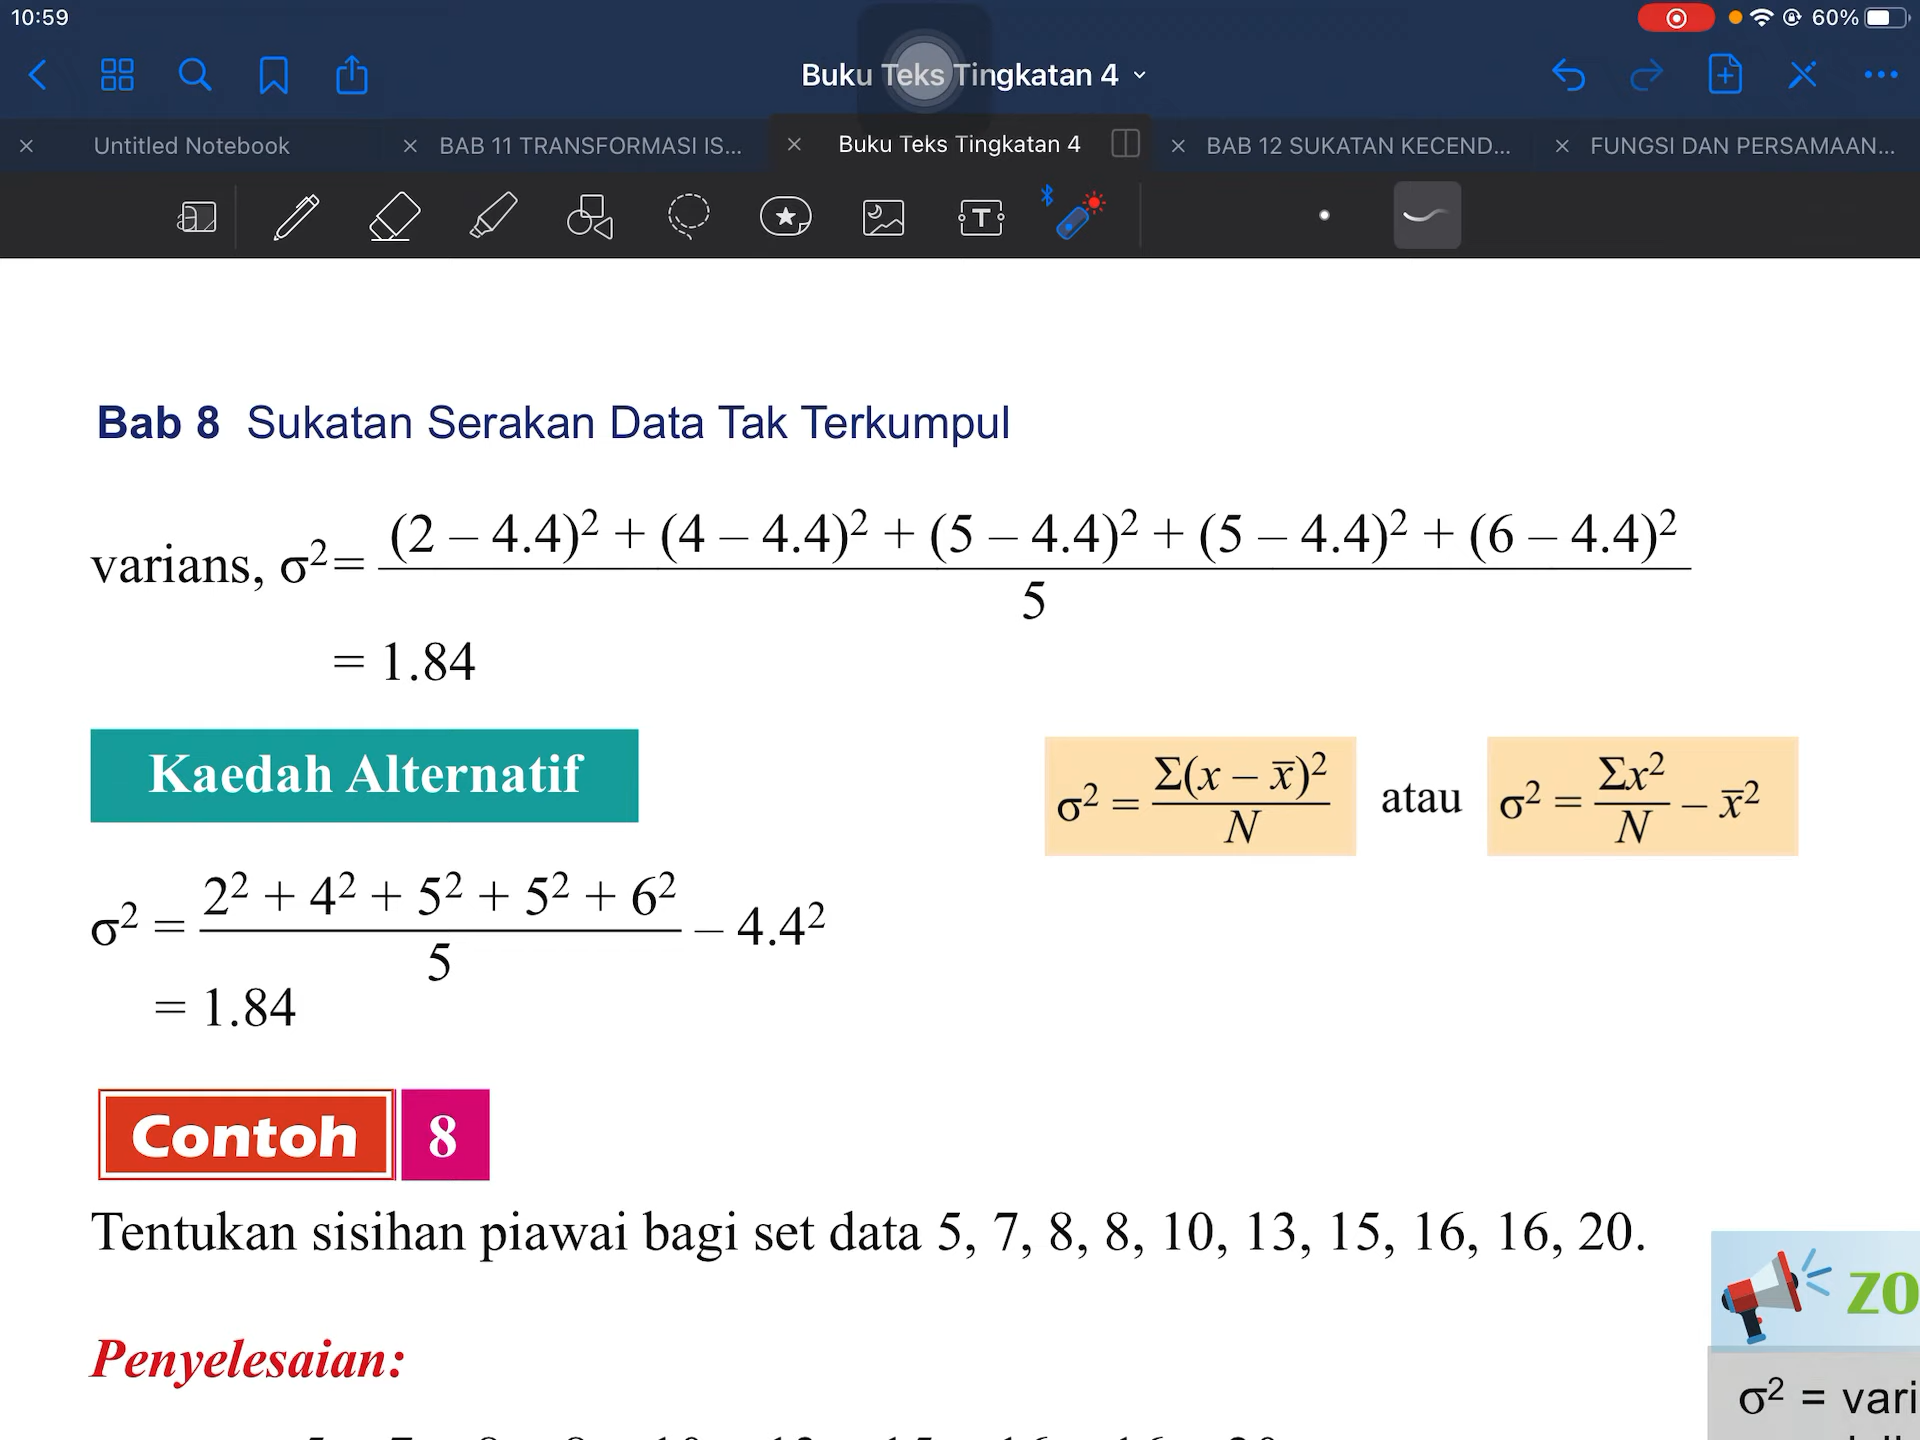 10:59
60%
Buku Teks Tingkatan 4
Untitled Notebook
BAB 11 TRANSFORMASI IS...
Buku Teks Tingkatan 4
BAB 12 SUKATAN KECEND...
FUNGSI DAN PERSAMAAN...
Bab 8 Sukatan Serakan Data Tak Terkumpul
varians, σ² = (2 – 4.4)² + (4 – 4.4)² + (5 – 4.4)² + (5 – 4.4)² + (6 – 4.4)² / 5
= 1.84
Kaedah Alternatif
σ² = Σ(x – x̅)² / N atau σ² = Σx² / N – x̅²
σ² = 2² + 4² + 5² + 5² + 6² / 5 – 4.4²
= 1.84
Contoh 8
Tentukan sisihan piawai bagi set data 5, 7, 8, 8, 10, 13, 15, 16, 16, 20.
Penyelesaian:
σ² = vari